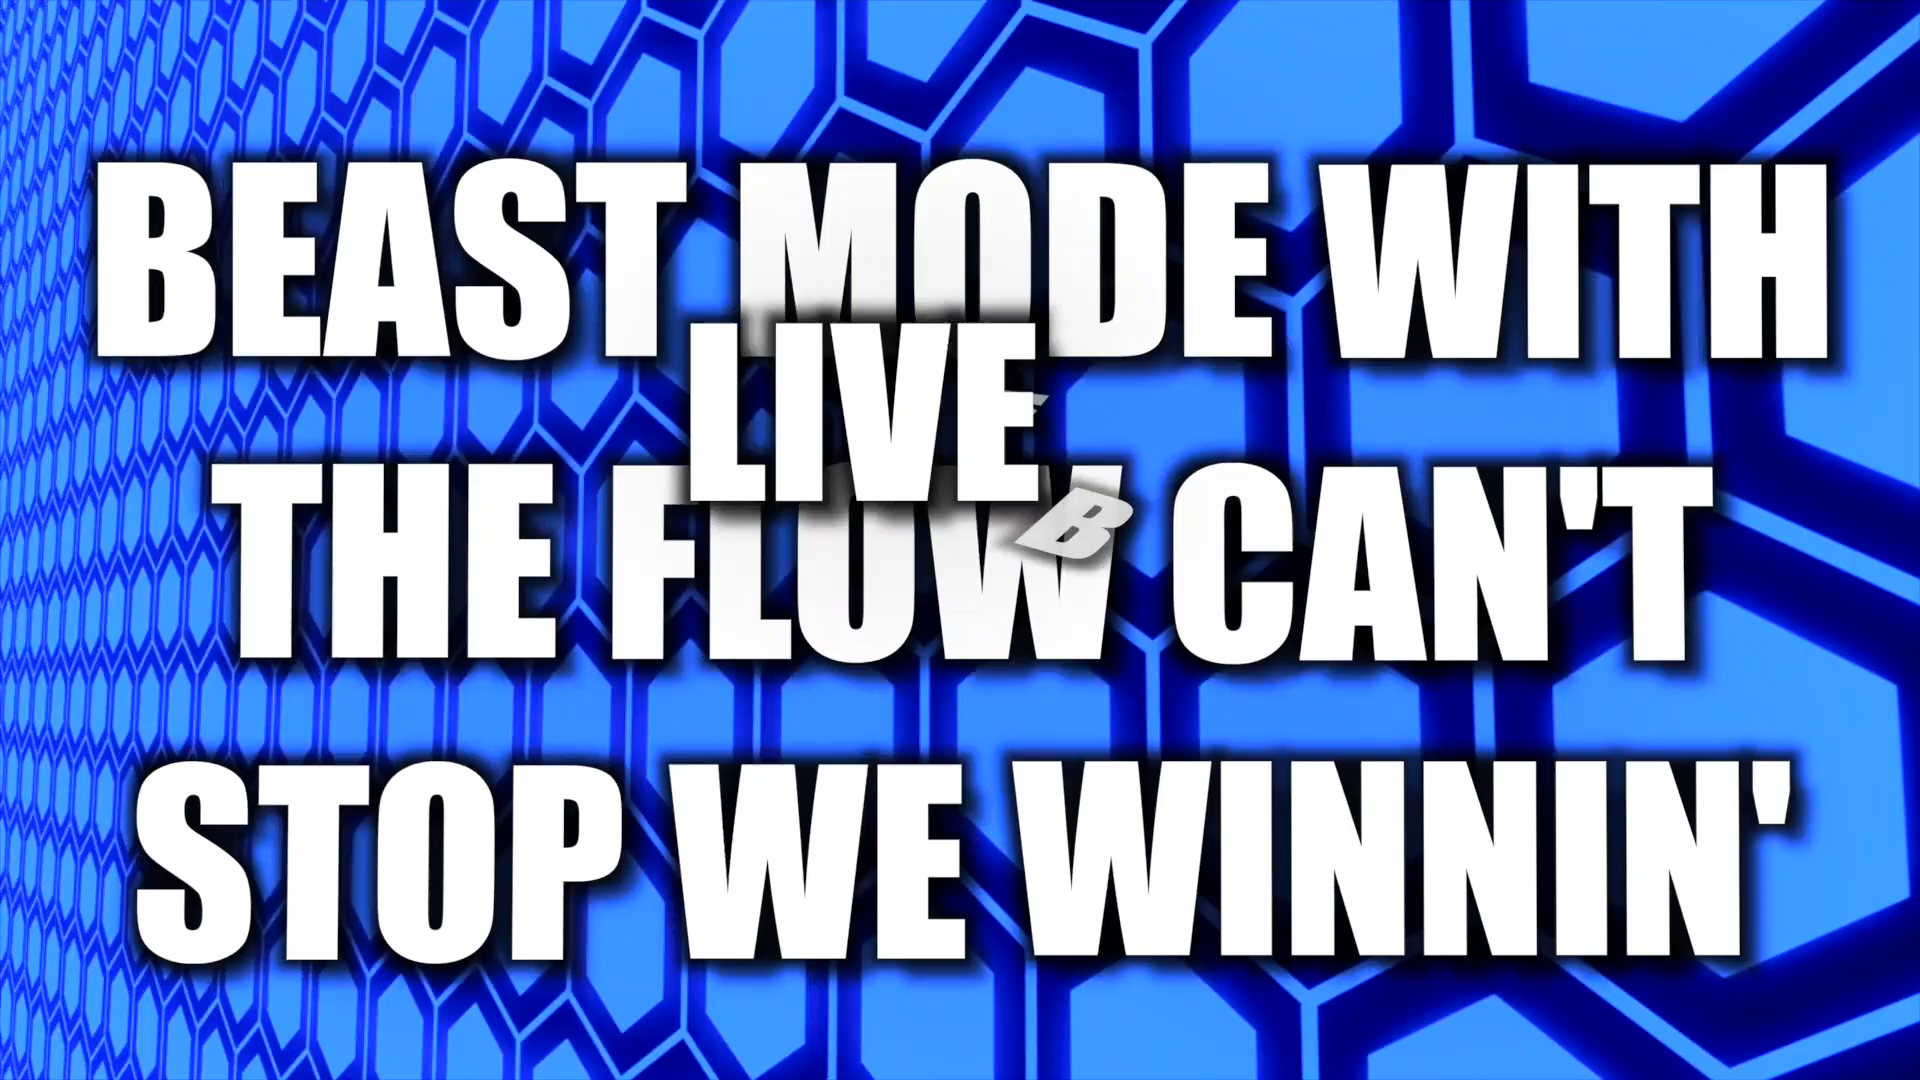 BEAST MODE WITH
LIVE
THE FLOW CAN'T
B
STOP WE WINNIN'